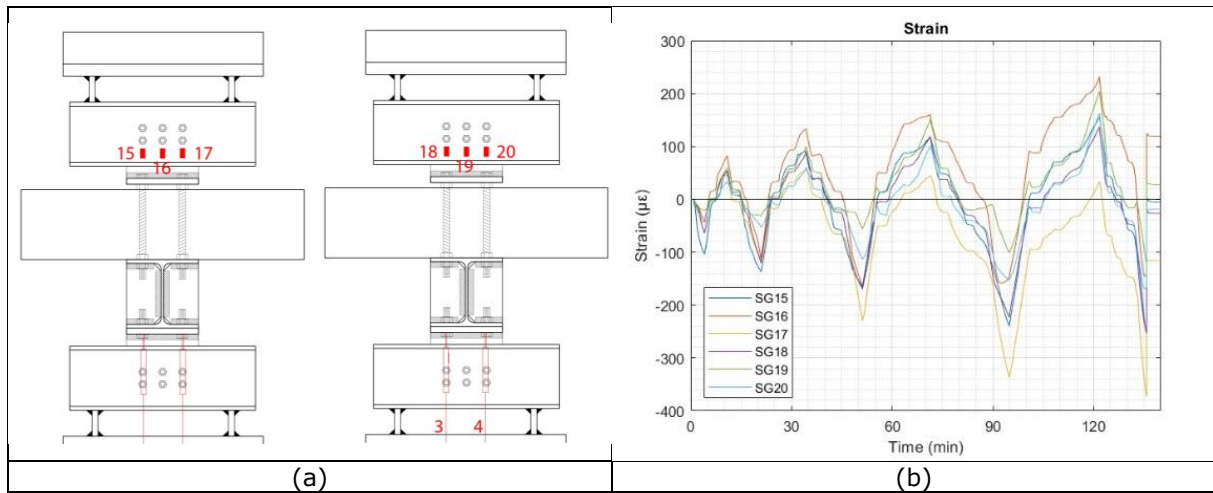 15
16
17
18
19
20
3
4
(a)
Strain
300
200
100
0
-100
-200
-300
-400
Strain (με)
SG15
SG16
SG17
SG18
SG19
SG20
0
30
60
90
120
Time (min)
(b)